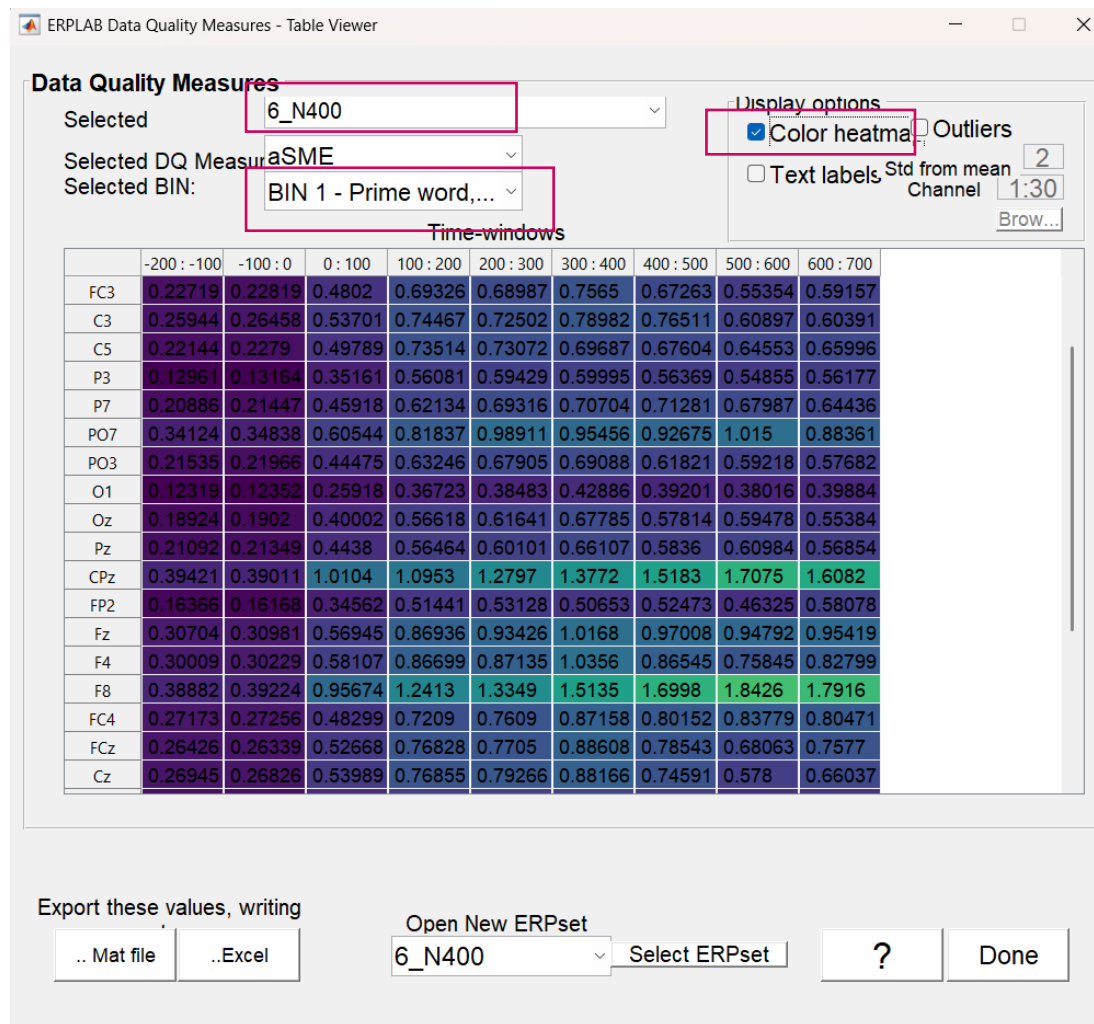 ERPLAB Data Quality Measures - Table Viewer
Data Quality Measures
Selected 6_N400
Selected DQ Measur aSME
Selected BIN: BIN 1 - Prime word,...
Display options
Color heatma Outliers
Text labels Std from mean 2
Channel 1:30
Brow...
Time-windows
-200 : -100 -100 : 0 0 : 100 100 : 200 200 : 300 300 : 400 400 : 500 500 : 600 600 : 700
FC3 0.22719 0.22819 0.4802 0.69326 0.68987 0.7565 0.67263 0.55354 0.59157
C3 0.25944 0.26458 0.53701 0.74467 0.72502 0.78982 0.76511 0.60897 0.60391
C5 0.22144 0.2279 0.49789 0.73514 0.73072 0.69687 0.67604 0.64553 0.65996
P3 0.12961 0.13164 0.35161 0.56081 0.59429 0.59995 0.56369 0.54855 0.56177
P7 0.20886 0.21447 0.45918 0.62134 0.69316 0.70704 0.71281 0.67987 0.64436
PO7 0.34124 0.34838 0.60544 0.81837 0.98911 0.95456 0.92675 1.015 0.88361
PO3 0.21535 0.21966 0.44475 0.63246 0.67905 0.69088 0.61821 0.59218 0.57682
O1 0.12319 0.12352 0.25918 0.36723 0.38483 0.42886 0.39201 0.38016 0.39884
Oz 0.18924 0.1902 0.40002 0.56618 0.61641 0.67785 0.57814 0.59478 0.55384
Pz 0.21092 0.21349 0.4438 0.56464 0.60101 0.66107 0.5836 0.60984 0.56854
CPz 0.39421 0.39011 1.0104 1.0953 1.2797 1.3772 1.5183 1.7075 1.6082
FP2 0.16366 0.16168 0.34562 0.51441 0.53128 0.50653 0.52473 0.46325 0.58078
Fz 0.30704 0.30981 0.56945 0.86936 0.93426 1.0168 0.97008 0.94792 0.95419
F4 0.30009 0.30229 0.58107 0.86699 0.87135 1.0356 0.86545 0.75845 0.82799
F8 0.38882 0.39224 0.95674 1.2413 1.3349 1.5135 1.6998 1.8426 1.7916
FC4 0.27173 0.27256 0.48299 0.7209 0.7609 0.87158 0.80152 0.83779 0.80471
FCz 0.26426 0.26339 0.52668 0.76828 0.7705 0.88608 0.78543 0.68063 0.7577
Cz 0.26945 0.26826 0.53989 0.76855 0.79266 0.88166 0.74591 0.578 0.66037
Export these values, writing
.. Mat file ..Excel
Open New ERPset
6_N400 Select ERPset
? Done